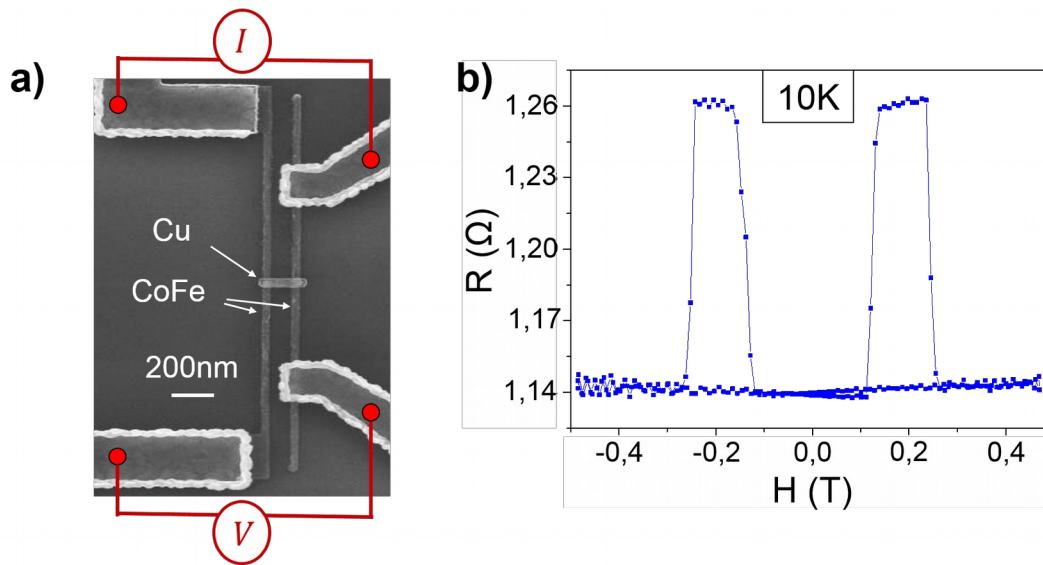 a)
I
Cu
CoFe
200nm
V
b)
10K
R (Ω)
1,26
1,23
1,20
1,17
1,14
-0,4 -0,2 0,0 0,2 0,4
H (T)